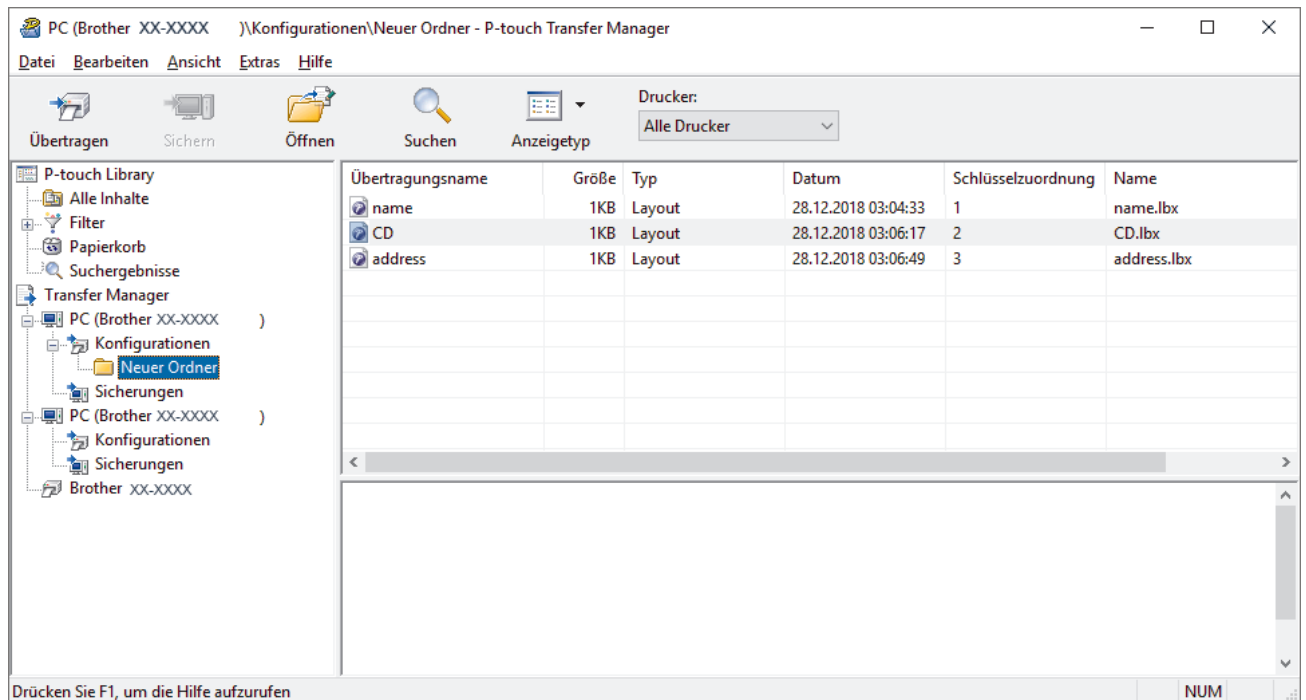 PC (Brother XX-XXXX )\Konfigurationen\Neuer Ordner - P-touch Transfer Manager
Datei Bearbeiten Ansicht Extras Hilfe
Übertragen Sichern Öffnen Suchen Anzeigetyp
Drucker:
Alle Drucker
P-touch Library
Alle Inhalte
Filter
Papierkorb
Suchergebnisse
Transfer Manager
PC (Brother XX-XXXX )
Konfigurationen
Neuer Ordner
Sicherungen
PC (Brother XX-XXXX )
Konfigurationen
Sicherungen
Brother XX-XXXX
Übertragungsname Größe Typ Datum Schlüsselzuordnung Name
name 1KB Layout 28.12.2018 03:04:33 1 name.lbx
CD 1KB Layout 28.12.2018 03:06:17 2 CD.lbx
address 1KB Layout 28.12.2018 03:06:49 3 address.lbx
Drücken Sie F1, um die Hilfe aufzurufen NUM